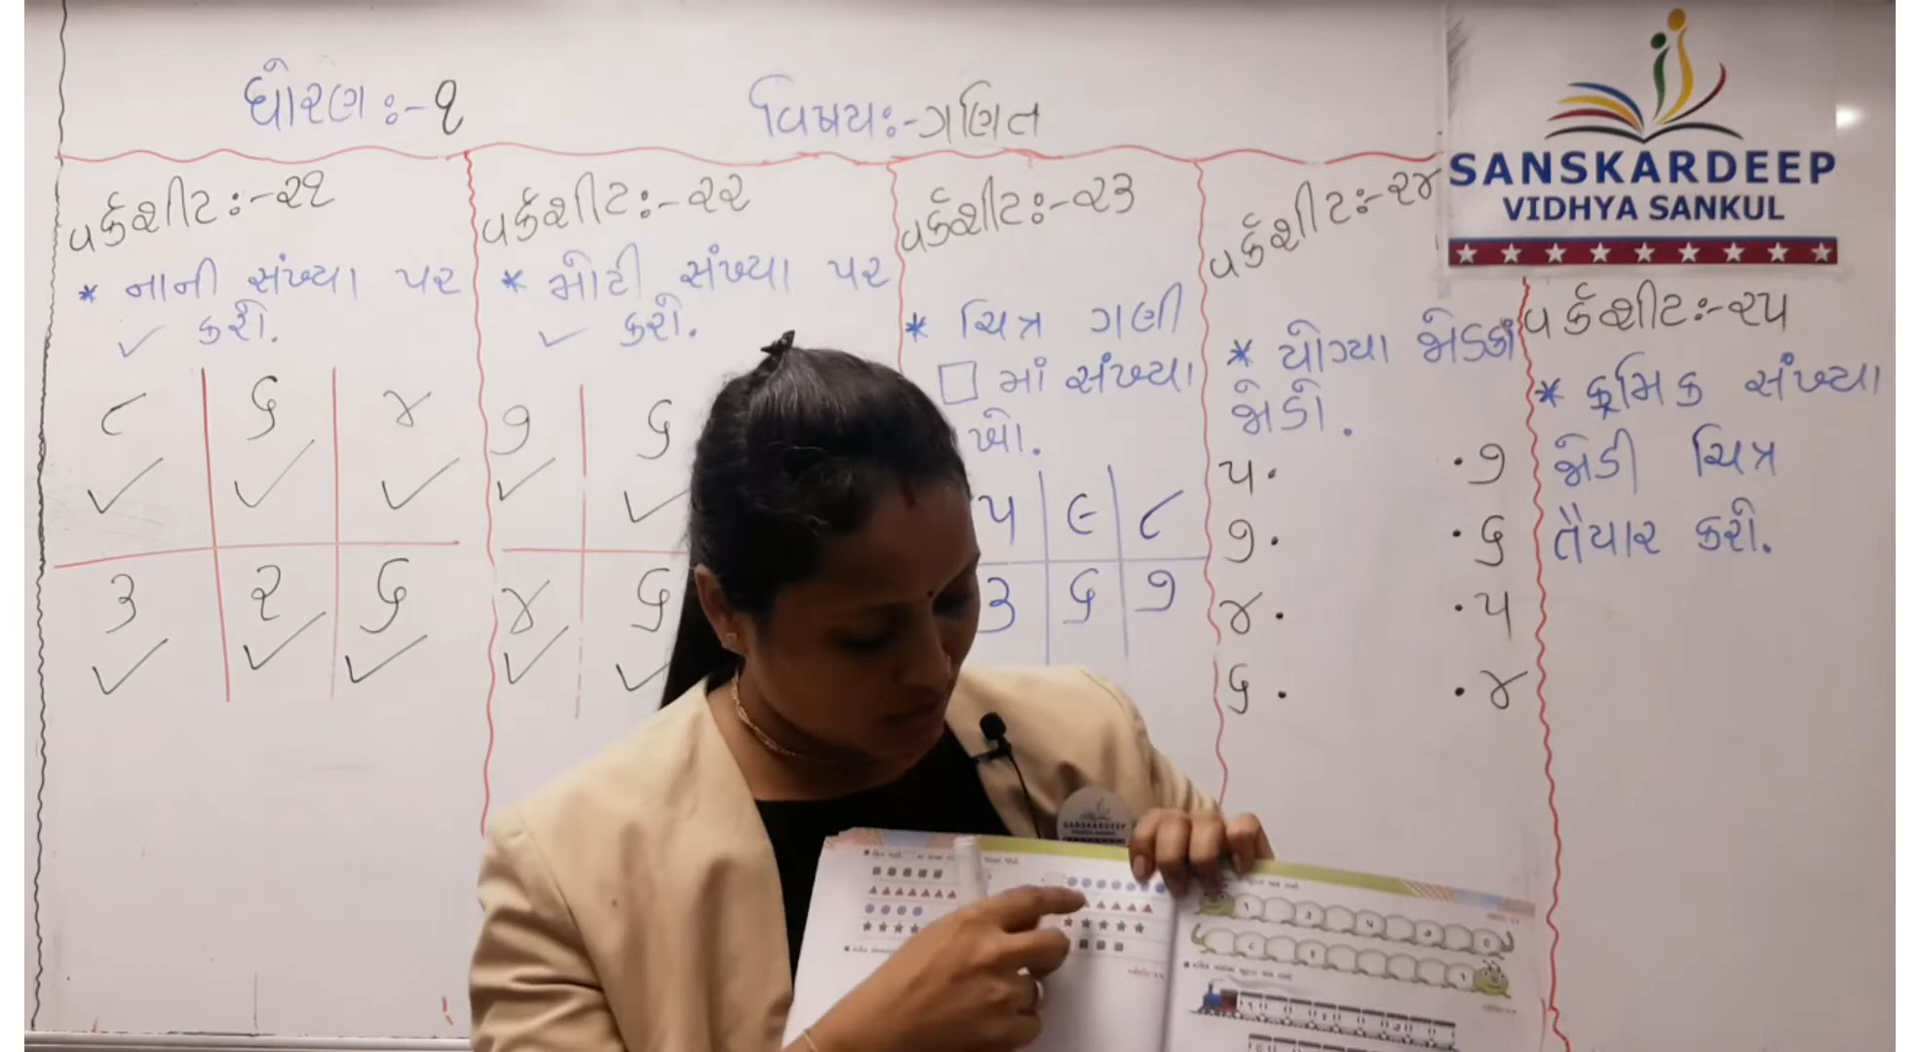 ધોરણઃ-૧
વિષયઃ-ગણિત
SANSKARDEEP
VIDHYA SANKUL
વર્કશીટઃ-૨૧
* નાની સંખ્યા પર
✓ કરો.
૮ ૬ ૪
✓ ✓ ✓
૩ ૨ ૬
✓ ✓ ✓
વર્કશીટઃ-૨૨
* મોટી સંખ્યા પર
✓ કરો.
૭ ૬
✓ ✓
૪ ૬
✓ ✓
વર્કશીટઃ-૨૩
* ચિત્ર ગણી
□ માં સંખ્યા
૫ ૯ ૮
૩ ૬ ૭
વર્કશીટઃ-૨૪
* યોગ્યા જોડકાં
જોડો.
૫. .૭
૭. .૬
૪. .૫
૬. .૪
વર્કશીટઃ-૨૫
* ક્રમિક સંખ્યા
જોડી ચિત્ર
તૈયાર કરો.
SANSKARDEEP